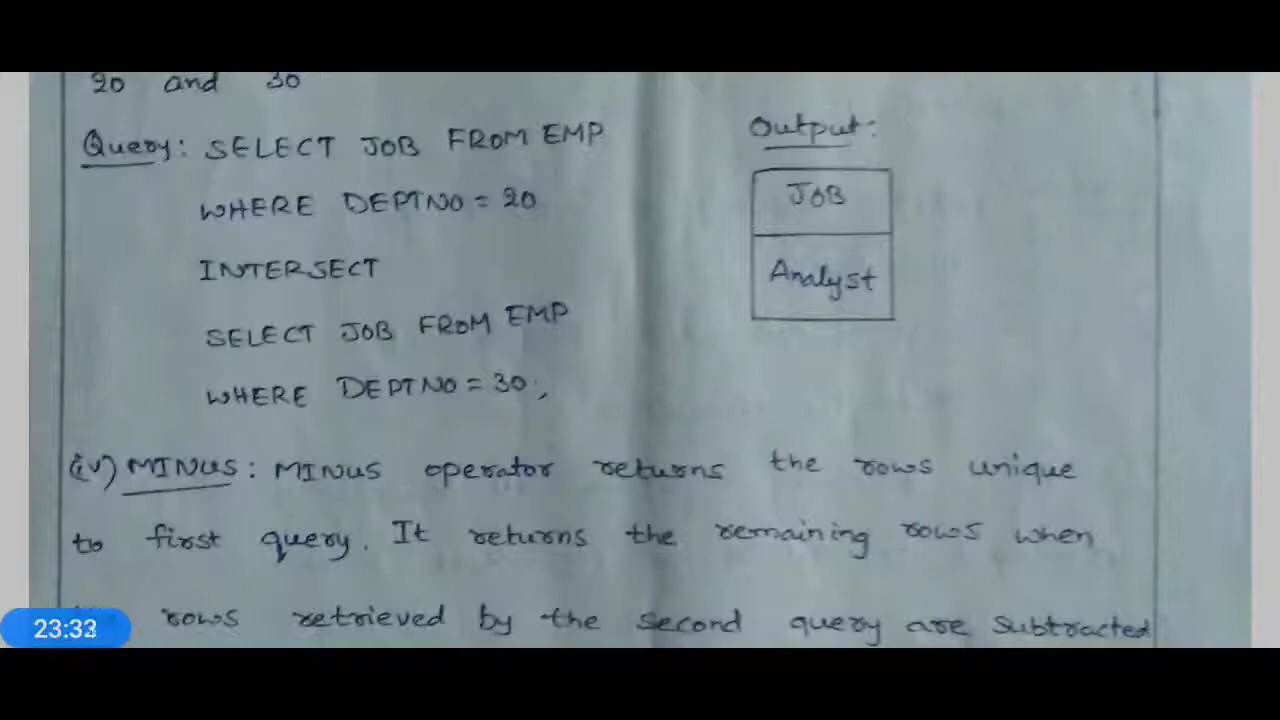 20 and 30
Query: SELECT JOB FROM EMP
WHERE DEPTNO = 20
INTERSECT
SELECT JOB FROM EMP
WHERE DEPTNO = 30;
Output:
JOB
Analyst
(iv) MINUS: MINUS operator returns the rows unique
to first query. It returns the remaining rows when
rows retrieved by the second query are subtracted
23:33